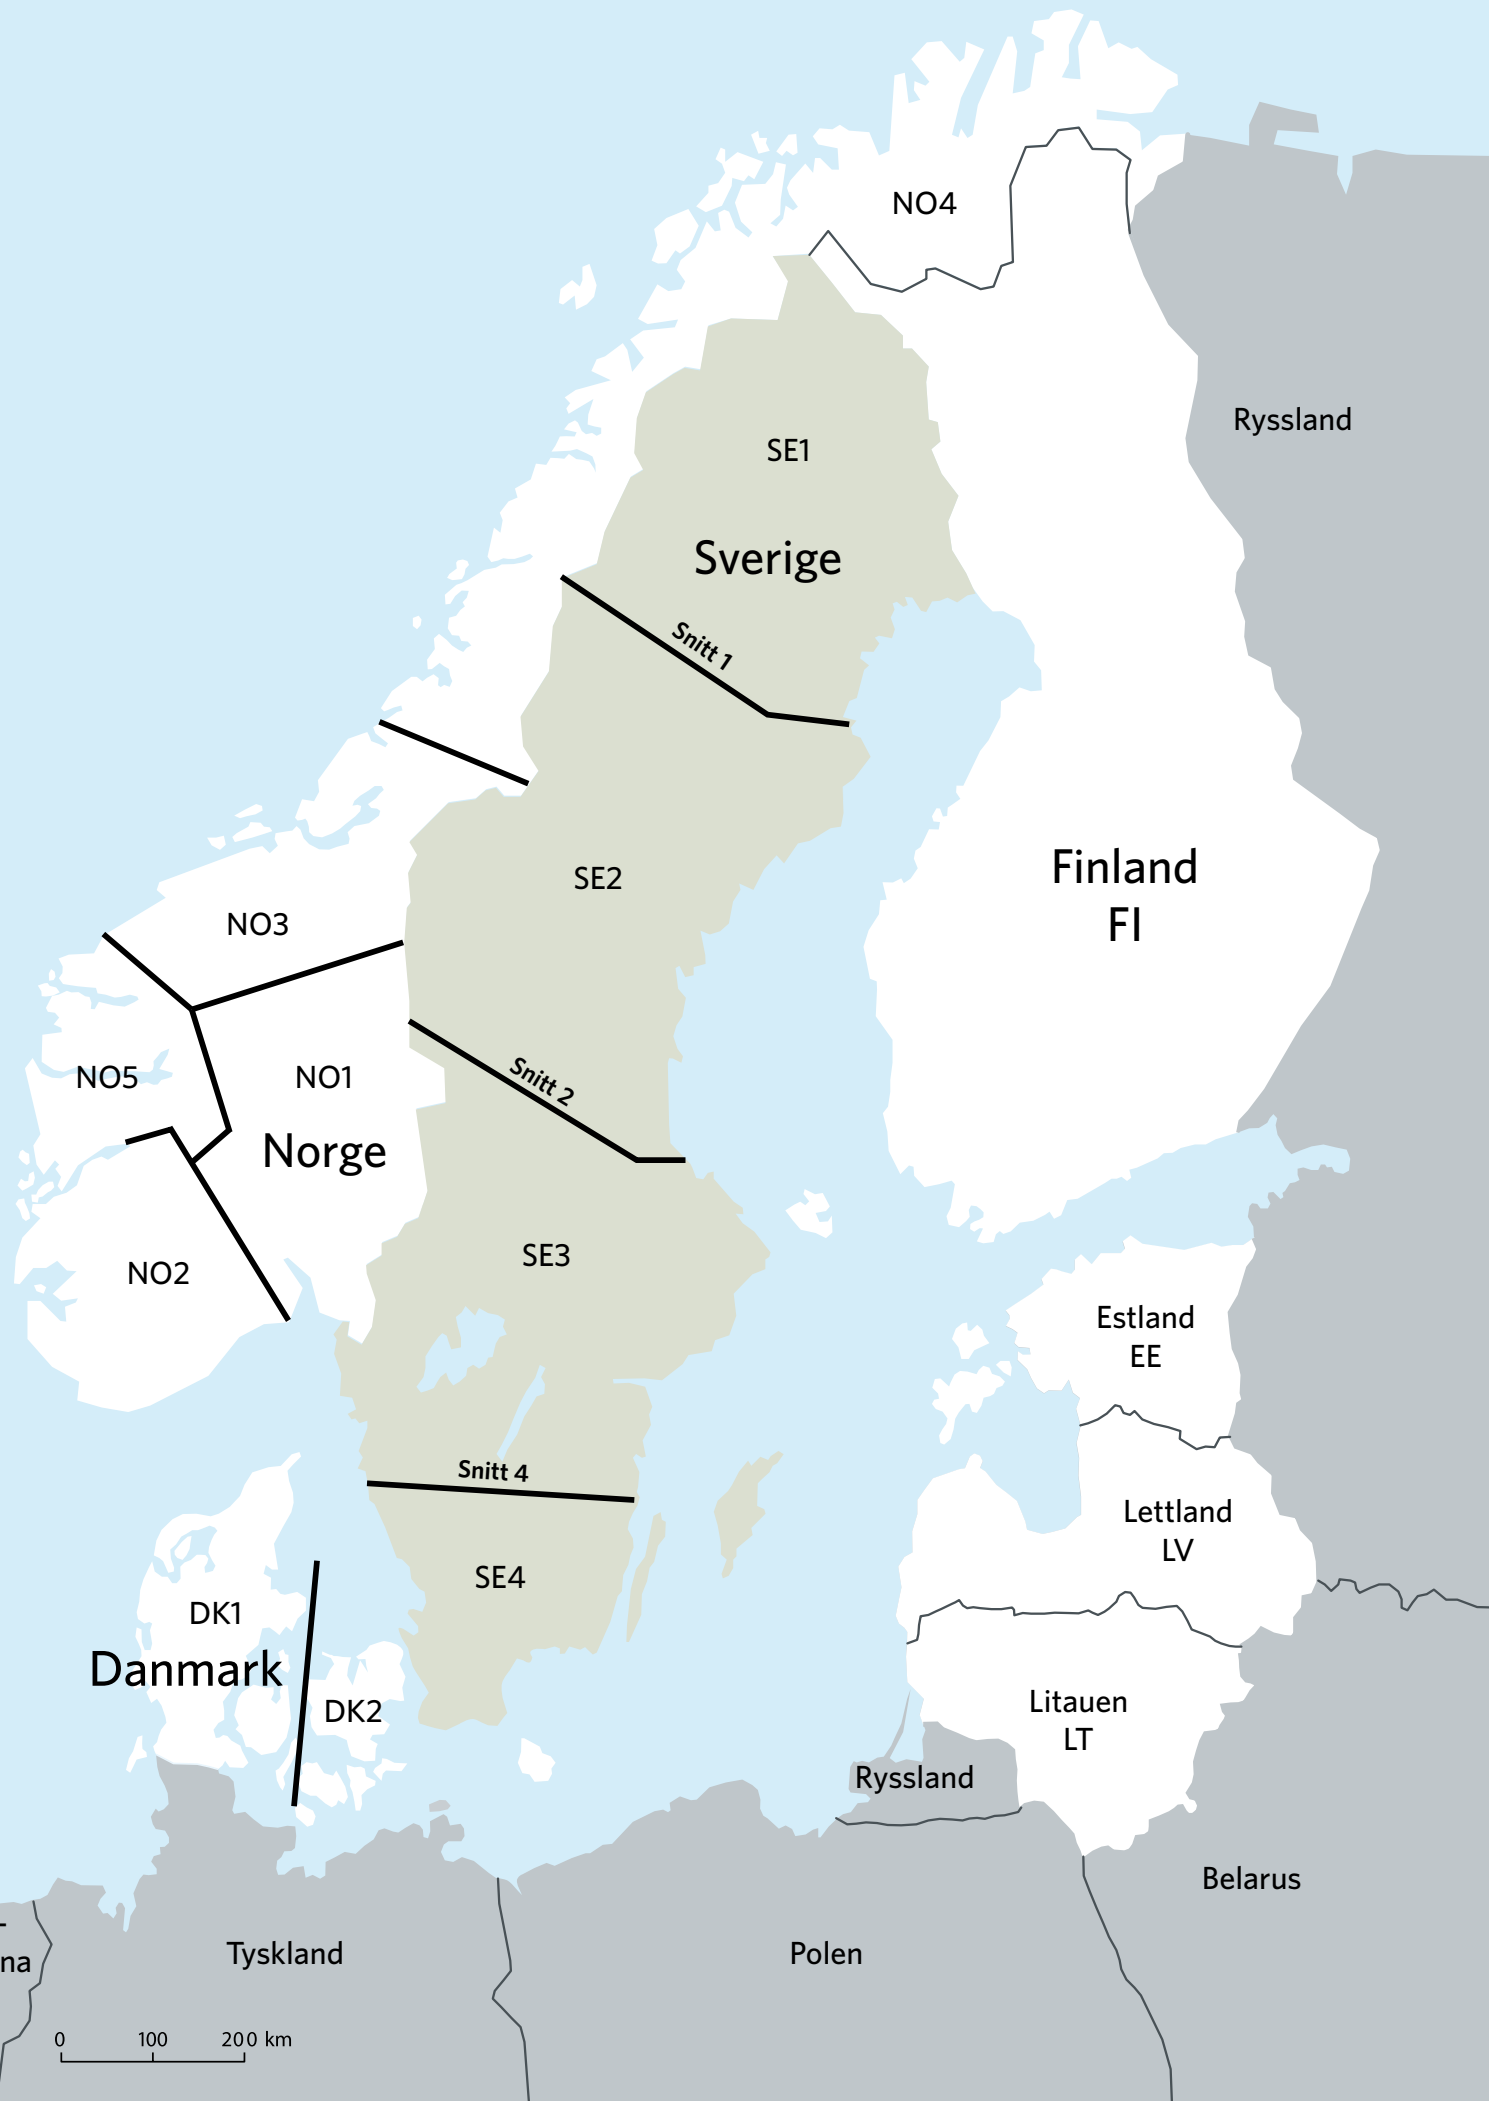 NO4
Ryssland
SE1
Sverige
Snitt 1
Finland
FI
SE2
NO3
NO5
NO1
Snitt 2
Norge
SE3
NO2
Estland
EE
Snitt 4
Lettland
LV
SE4
DK1
Danmark
DK2
Litauen
LT
Ryssland
Belarus
-
na
Tyskland
Polen
0 100 200 km